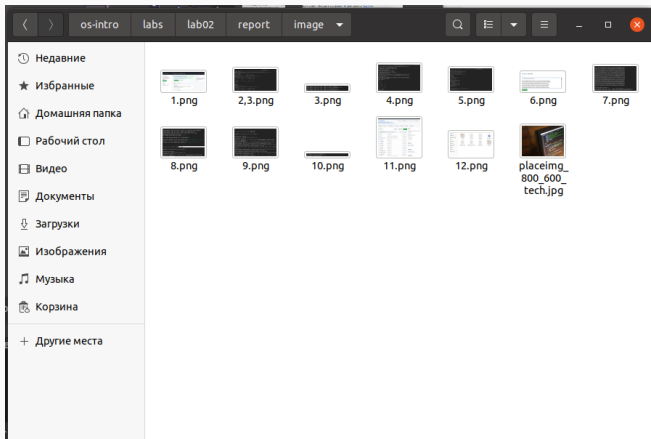 os-intro labs lab02 report image
Недавние
Избранные
Домашняя папка
Рабочий стол
Видео
Документы
Загрузки
Изображения
Музыка
Корзина
Другие места
1.png 2,3.png 3.png 4.png 5.png 6.png 7.png
8.png 9.png 10.png 11.png 12.png placeimg_
800_600_
tech.jpg